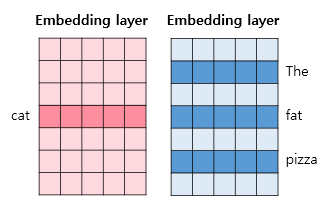 Embedding layer
Embedding layer
cat
The
fat
pizza